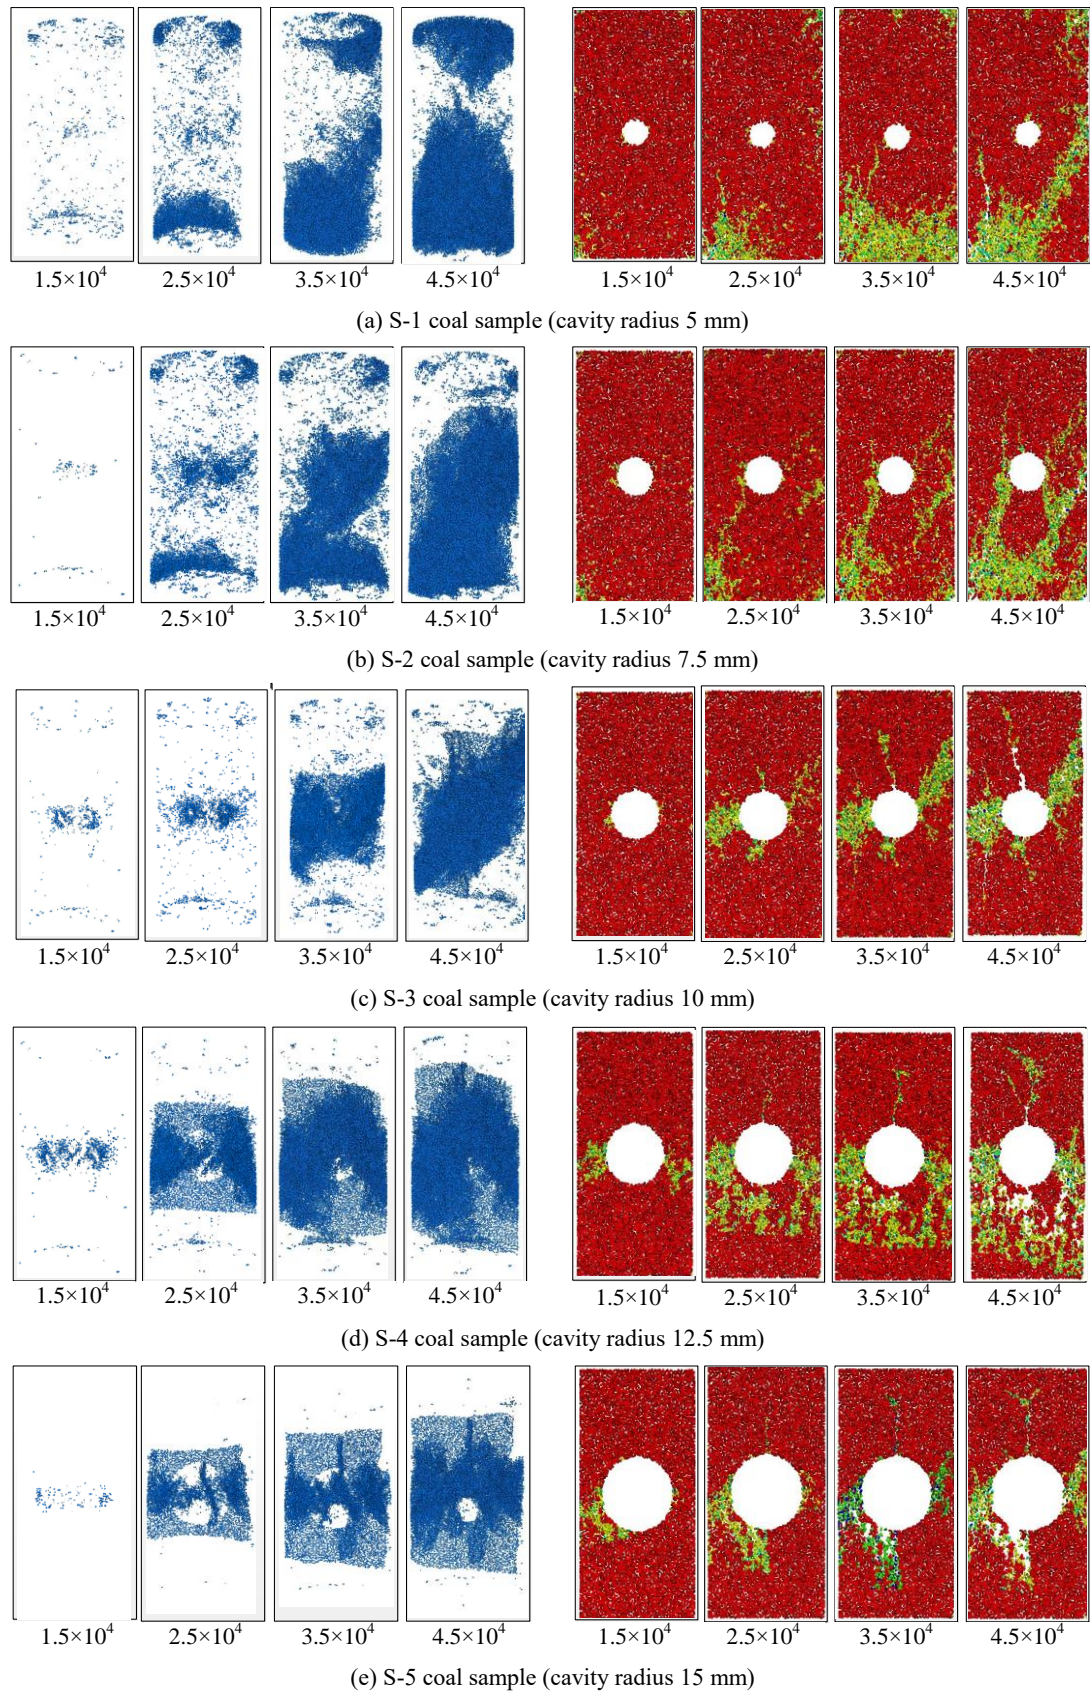 1.5×10⁴ 2.5×10⁴ 3.5×10⁴ 4.5×10⁴ 1.5×10⁴ 2.5×10⁴ 3.5×10⁴ 4.5×10⁴
(a) S-1 coal sample (cavity radius 5 mm)
1.5×10⁴ 2.5×10⁴ 3.5×10⁴ 4.5×10⁴ 1.5×10⁴ 2.5×10⁴ 3.5×10⁴ 4.5×10⁴
(b) S-2 coal sample (cavity radius 7.5 mm)
1.5×10⁴ 2.5×10⁴ 3.5×10⁴ 4.5×10⁴ 1.5×10⁴ 2.5×10⁴ 3.5×10⁴ 4.5×10⁴
(c) S-3 coal sample (cavity radius 10 mm)
1.5×10⁴ 2.5×10⁴ 3.5×10⁴ 4.5×10⁴ 1.5×10⁴ 2.5×10⁴ 3.5×10⁴ 4.5×10⁴
(d) S-4 coal sample (cavity radius 12.5 mm)
1.5×10⁴ 2.5×10⁴ 3.5×10⁴ 4.5×10⁴ 1.5×10⁴ 2.5×10⁴ 3.5×10⁴ 4.5×10⁴
(e) S-5 coal sample (cavity radius 15 mm)